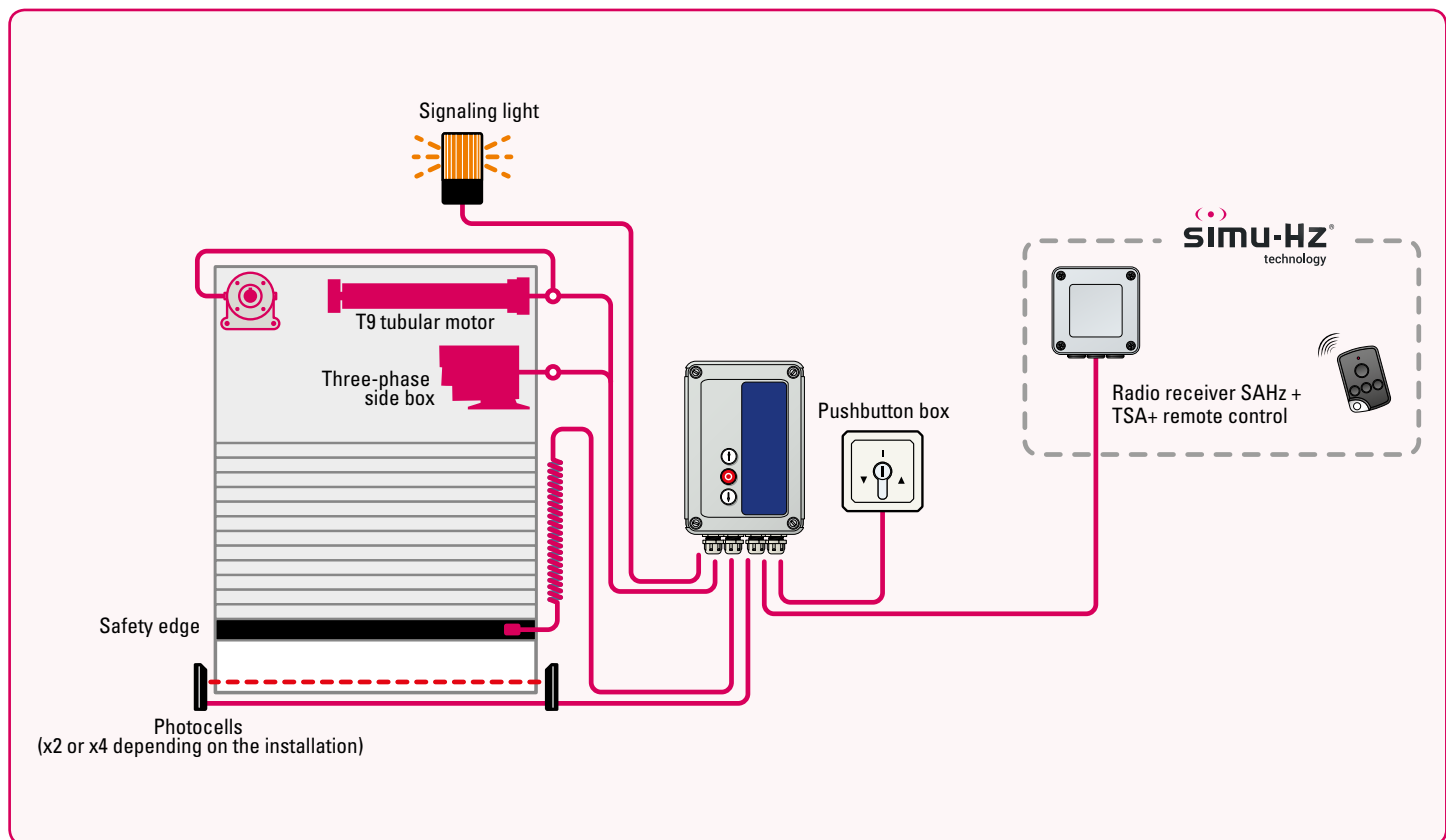 Signaling light
simu-Hz®
technology
T9 tubular motor
Three-phase
side box
Pushbutton box
Radio receiver SAHz +
TSA+ remote control
Safety edge
Photocells
(x2 or x4 depending on the installation)